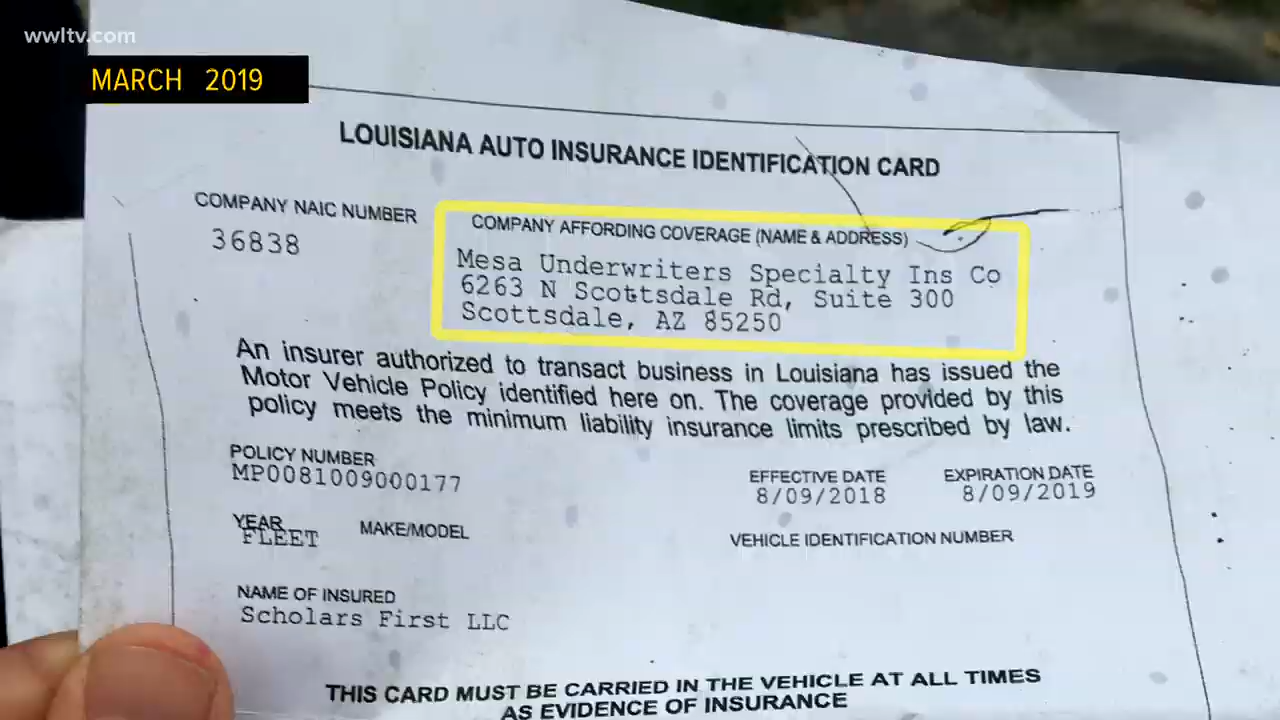 wwltv.com
MARCH 2019
LOUISIANA AUTO INSURANCE IDENTIFICATION CARD
COMPANY NAIC NUMBER
36838
COMPANY AFFORDING COVERAGE (NAME & ADDRESS)
Mesa Underwriters Specialty Ins Co
6263 N Scottsdale Rd, Suite 300
Scottsdale, AZ 85250
An insurer authorized to transact business in Louisiana has issued the
Motor Vehicle Policy identified here on. The coverage provided by this
policy meets the minimum liability insurance limits prescribed by law.
POLICY NUMBER
MP0081009000177
EFFECTIVE DATE
8/09/2018
EXPIRATION DATE
8/09/2019
YEAR
FLEET
MAKE/MODEL
VEHICLE IDENTIFICATION NUMBER
NAME OF INSURED
Scholars First LLC
THIS CARD MUST BE CARRIED IN THE VEHICLE AT ALL TIMES
AS EVIDENCE OF INSURANCE